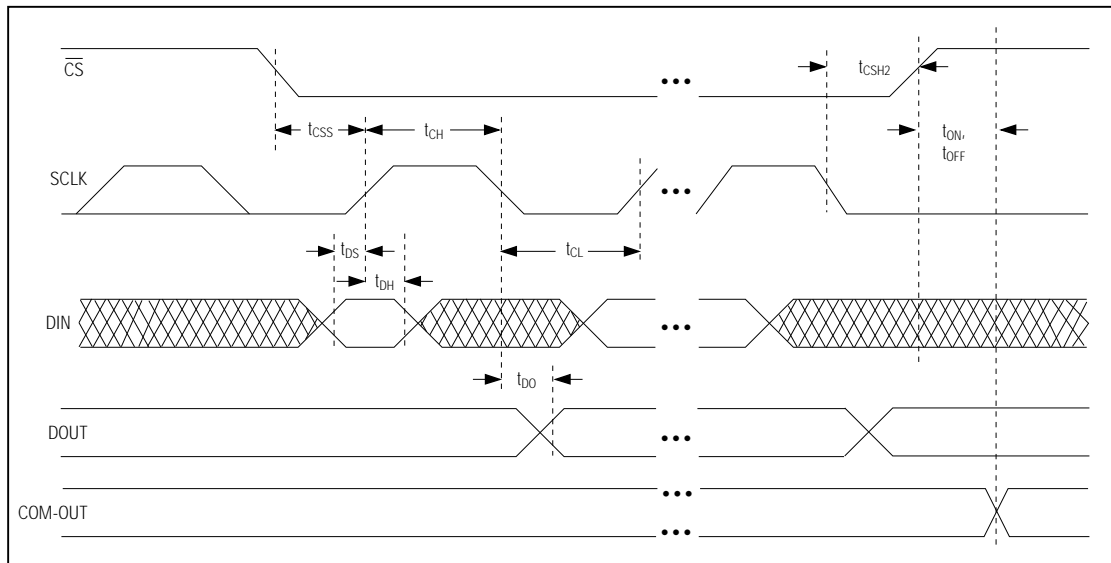 CS
tCSH2
tCSS
tCH
tON,
tOFF
SCLK
tDS
tCL
tDH
DIN
tDO
DOUT
COM-OUT